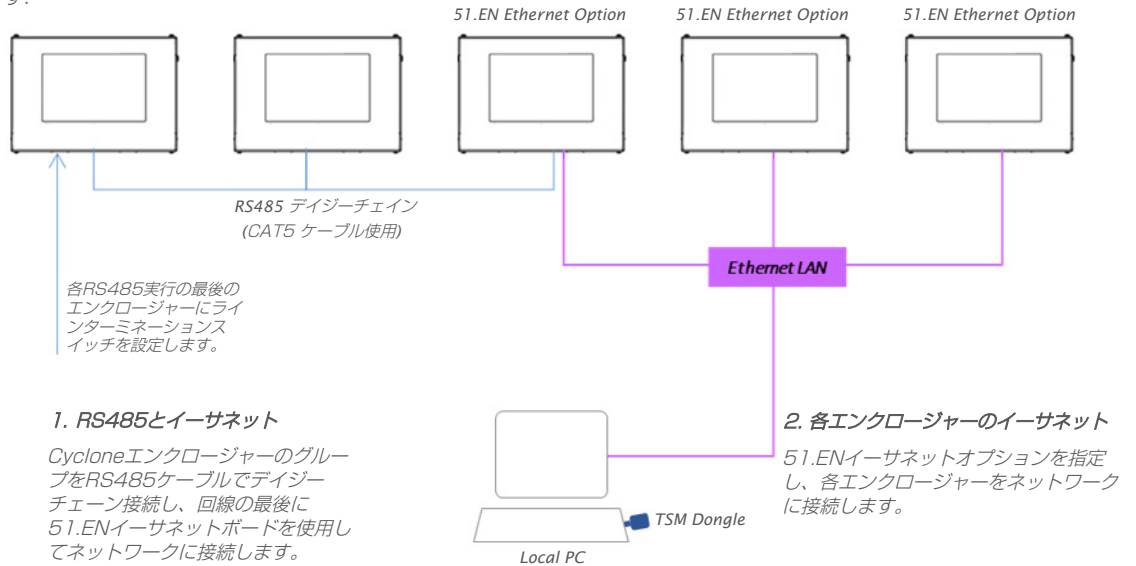 す.
51.EN Ethernet Option
51.EN Ethernet Option
51.EN Ethernet Option
RS485 デイジーチェイン
(CAT5 ケーブル使用)
Ethernet LAN
各RS485実行の最後の
エンクロージャーにライ
ンターミネーションス
イッチを設定します。
1. RS485とイーサネット
Cycloneエンクロージャーのグルー
プをRS485ケーブルでデイジー
チェーン接続し、回線の最後に
51.ENイーサネットボードを使用し
てネットワークに接続します。
2. 各エンクロージャーのイーサネット
51.ENイーサネットオプションを指定
し、各エンクロージャーをネットワーク
に接続します。
TSM Dongle
Local PC